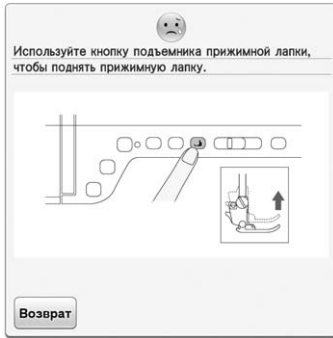 Используйте кнопку подъемника прижимной лапки,
чтобы поднять прижимную лапку.
Возврат